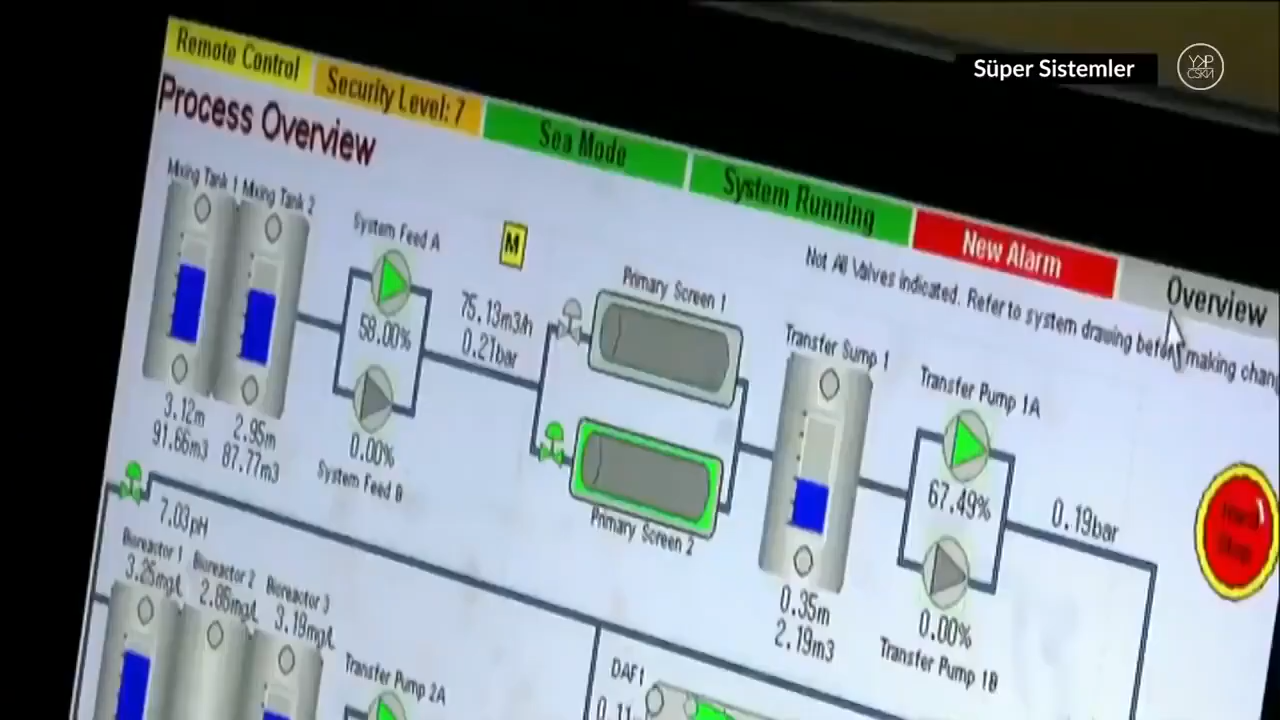 Süper Sistemler
УКР
СКИ
Remote Control
Security Level: 7
Sea Mode
System Running
New Alarm
Overview
Process Overview
Not All Valves indicated. Refer to system drawing before making chan
Mixing Tank 1
Mixing Tank 2
System Feed A
M
58.00%
75.13m3/h
0.21bar
Primary Screen 1
Transfer Sump 1
Transfer Pump 1A
3.12m
91.66m3
2.95m
87.77m3
0.00%
System Feed B
Primary Screen 2
67.49%
0.19bar
7.03pH
0.35m
2.19m3
0.00%
Transfer Pump 1B
Bioreactor 1
3.25mg/L
Bioreactor 2
2.85mg/L
Bioreactor 3
3.19mg/L
Transfer Pump 2A
DAF1